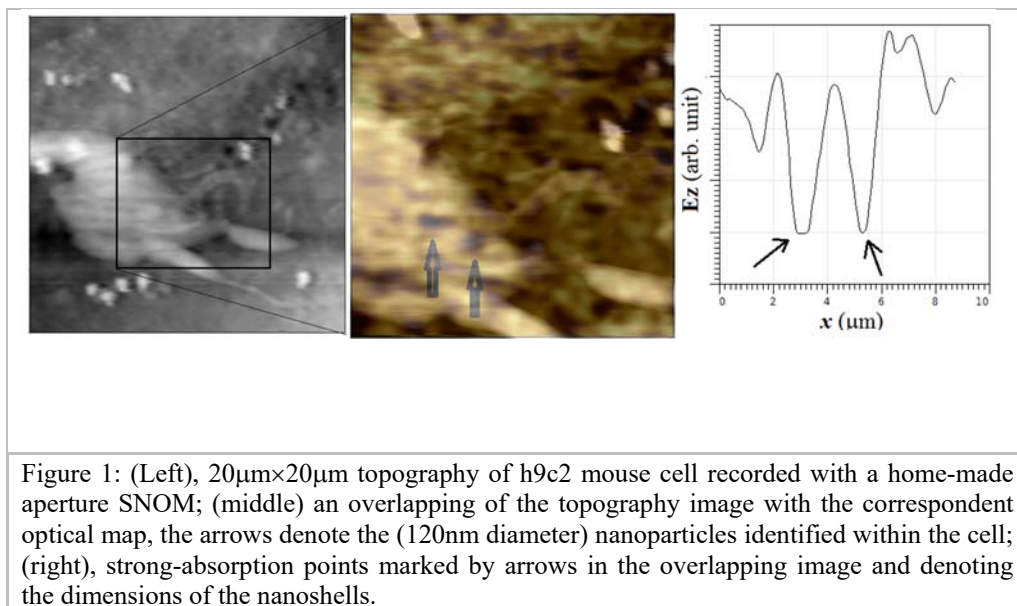 Ez (arb. unit)
0 2 4 6 8 10
x (µm)
Figure 1: (Left), 20µm×20µm topography of h9c2 mouse cell recorded with a home-made
aperture SNOM; (middle) an overlapping of the topography image with the correspondent
optical map, the arrows denote the (120nm diameter) nanoparticles identified within the cell;
(right), strong-absorption points marked by arrows in the overlapping image and denoting
the dimensions of the nanoshells.